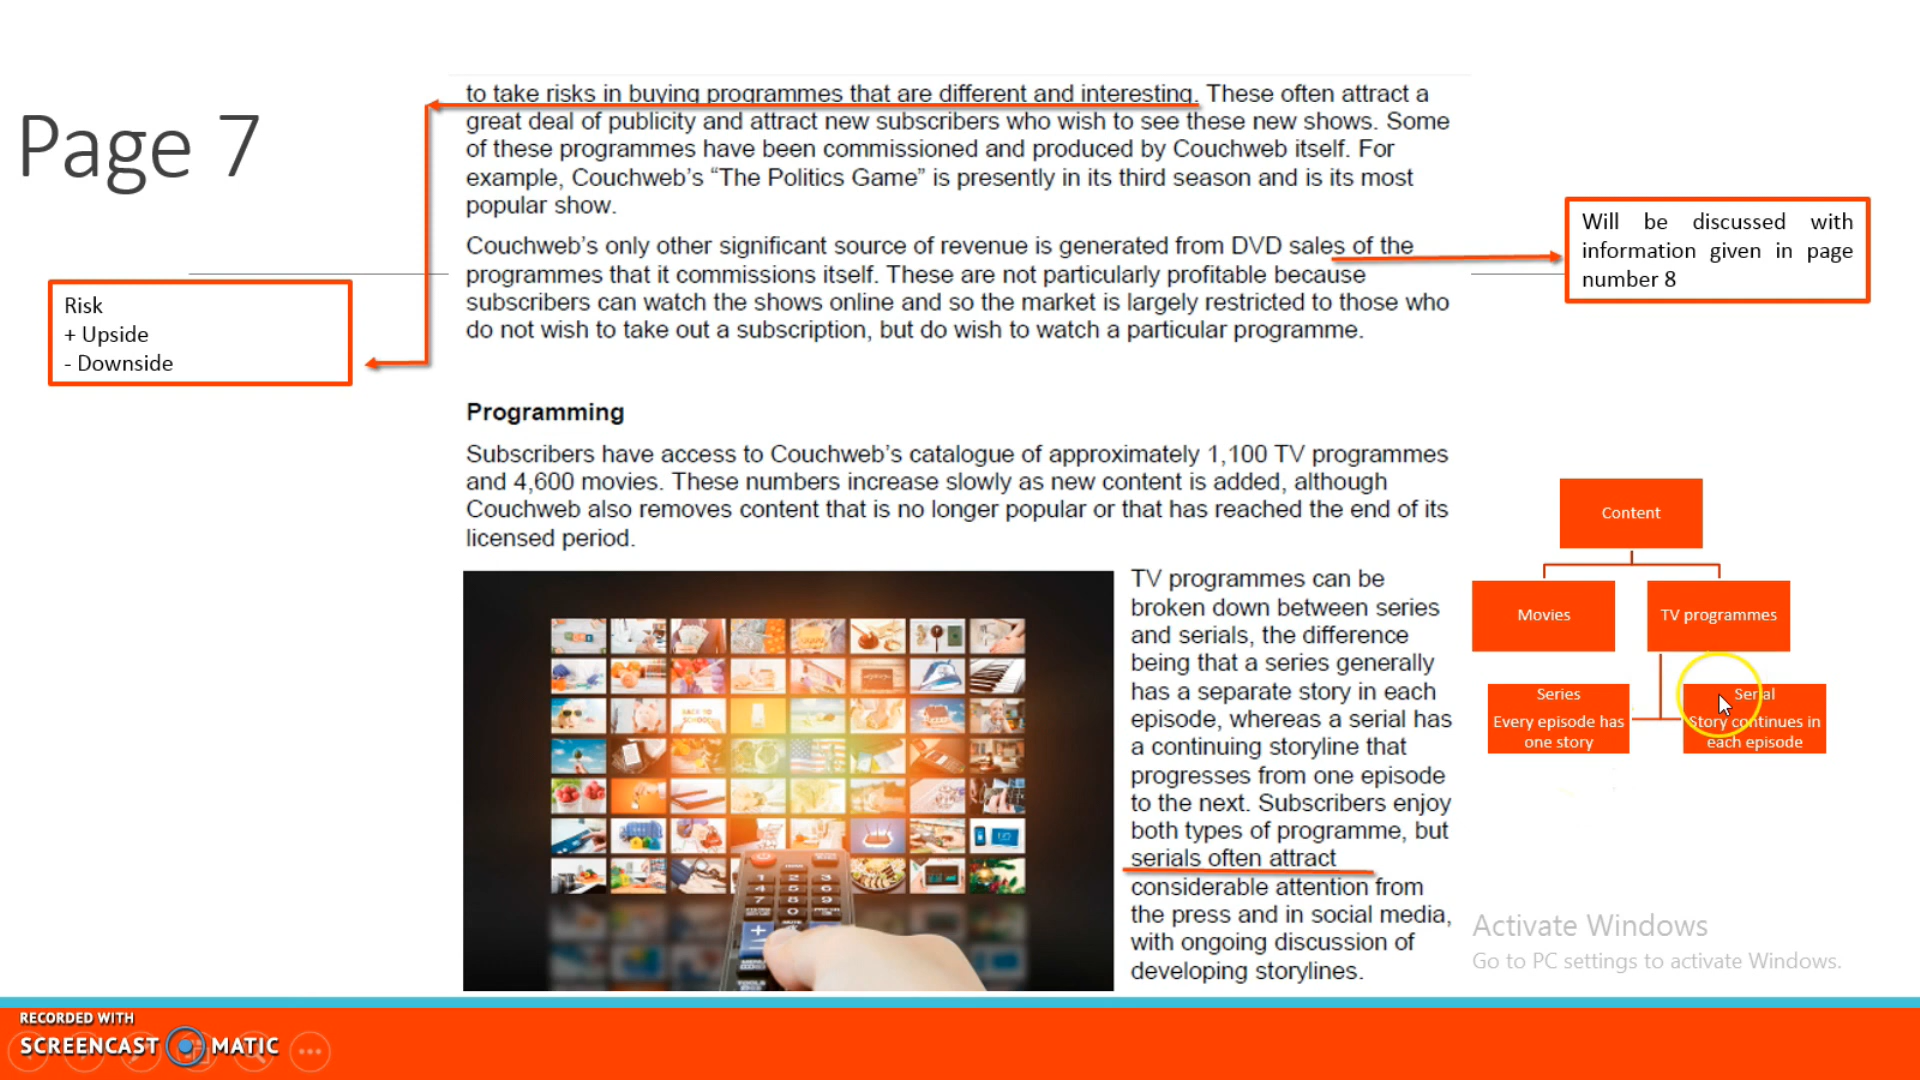 Page 7
to take risks in buying programmes that are different and interesting. These often attract a
great deal of publicity and attract new subscribers who wish to see these new shows. Some
of these programmes have been commissioned and produced by Couchweb itself. For
example, Couchweb's “The Politics Game” is presently in its third season and is its most
popular show.
Couchweb's only other significant source of revenue is generated from DVD sales of the
programmes that it commissions itself. These are not particularly profitable because
subscribers can watch the shows online and so the market is largely restricted to those who
do not wish to take out a subscription, but do wish to watch a particular programme.
Risk
+ Upside
- Downside
Will be discussed with
information given in page
number 8
Programming
Subscribers have access to Couchweb's catalogue of approximately 1,100 TV programmes
and 4,600 movies. These numbers increase slowly as new content is added, although
Couchweb also removes content that is no longer popular or that has reached the end of its
licensed period.
TV programmes can be
broken down between series
and serials, the difference
being that a series generally
has a separate story in each
episode, whereas a serial has
a continuing storyline that
progresses from one episode
to the next. Subscribers enjoy
both types of programme, but
serials often attract
considerable attention from
the press and in social media,
with ongoing discussion of
developing storylines.
Content
Movies
TV programmes
Series
Every episode has
one story
Serial
Story continues in
each episode
BACK TO
SCHOOL
1 2 3
4 5 6
7 8 9
0
Activate Windows
Go to PC settings to activate Windows.
RECORDED WITH
SCREENCAST MATIC